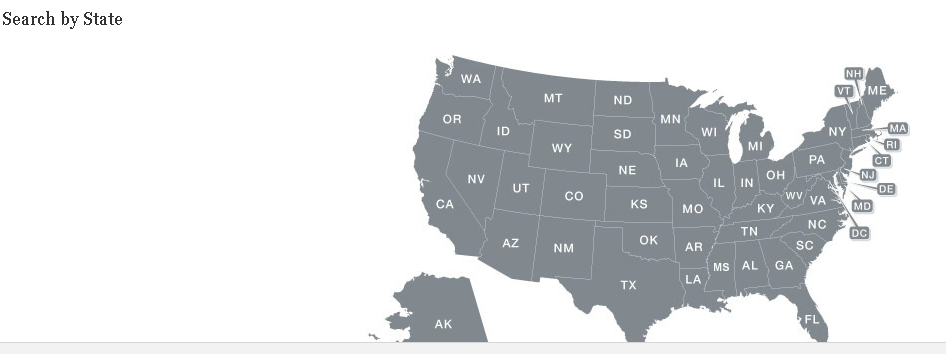 Search by State
WA
MT
ND
MN
OR
ID
WY
SD
WI
MI
NY
NH
VT
ME
MA
RI
CT
NJ
DE
MD
DC
NV
UT
CO
NE
IA
IL
IN
OH
PA
CA
KS
MO
KY
WV
VA
AZ
NM
OK
AR
TN
NC
SC
TX
LA
MS
AL
GA
AK
FL